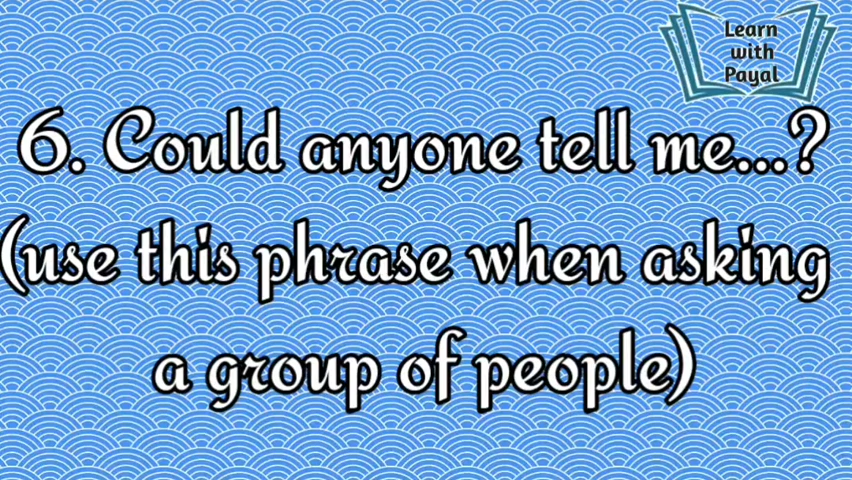 Learn
with
Payal
6. Could anyone tell me...?
(use this phrase when asking
a group of people)